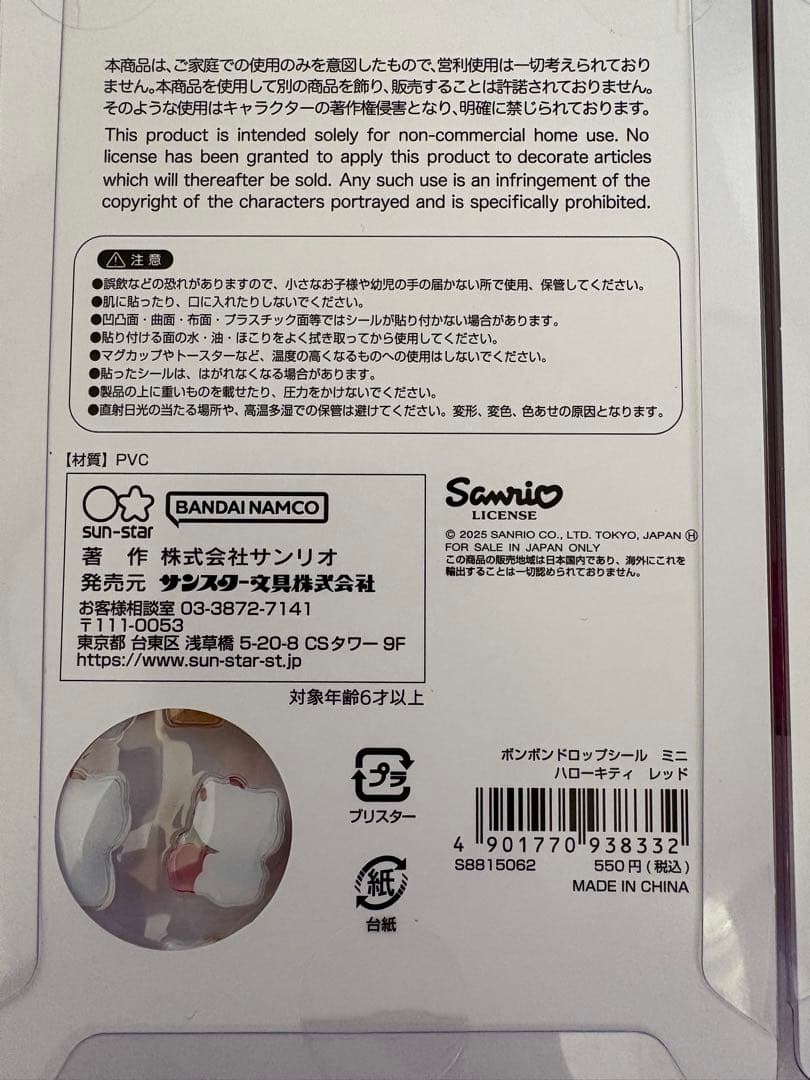 本商品は、ご家庭での使用のみを意図したもので、営利使用は一切考えられており
ません。本商品を使用して別の商品を飾り、販売することは許諾されておりません。
そのような使用はキャラクターの著作権侵害となり、明確に禁じられております。
This product is intended solely for non-commercial home use. No
license has been granted to apply this product to decorate articles
which will thereafter be sold. Any such use is an infringement of the
copyright of the characters portrayed and is specifically prohibited.
注意
●誤飲などの恐れがありますので、小さなお子様や幼児の手の届かない所で使用、保管してください。
●肌に貼ったり、口に入れたりしないでください。
●凹凸面・曲面・布面・プラスチック面等ではシールが貼り付かない場合があります。
●貼り付ける面の水・油・ほこりをよく拭き取ってから使用してください。
●マグカップやトースターなど、温度の高くなるものへの使用はしないでください。
●貼ったシールは、はがれなくなる場合があります。
●製品の上に重いものを載せたり、圧力をかけないでください。
●直射日光の当たる場所や、高温多湿での保管は避けてください。変形、変色、色あせの原因となります。
【材質】PVC
sun-star
BANDAI NAMCO
著 作 株式会社サンリオ
発売元 サンスター文具株式会社
お客様相談室 03-3872-7141
〒111-0053
東京都 台東区 浅草橋 5-20-8 CSタワー 9F
https://www.sun-star-st.jp
Sanrio
LICENSE
© 2025 SANRIO CO., LTD. TOKYO, JAPAN Ⓗ
FOR SALE IN JAPAN ONLY
この商品の販売地域は日本国内であり、海外にこれを
輸出することは一切認められておりません。
対象年齢6才以上
プラ
ブリスター
紙
台紙
ボンボンドロップシール ミニ
ハローキティ レッド
4 901770 938332
S8815062 550円(税込)
MADE IN CHINA